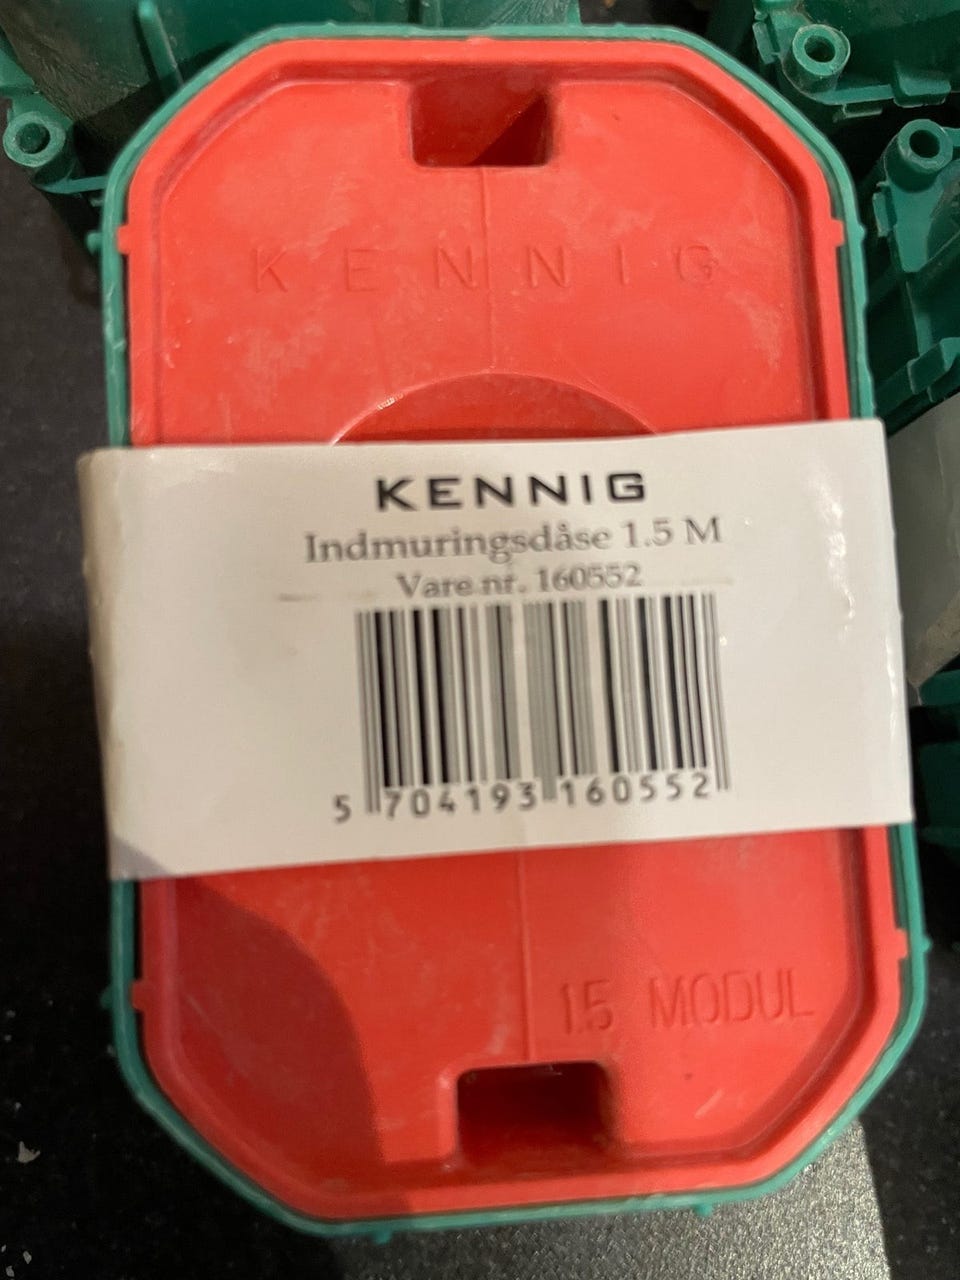 KENNIG
KENNIG
Indmuringsdåse 1.5 M
Vare nr. 160552
5 704193 160552
1.5 MODUL